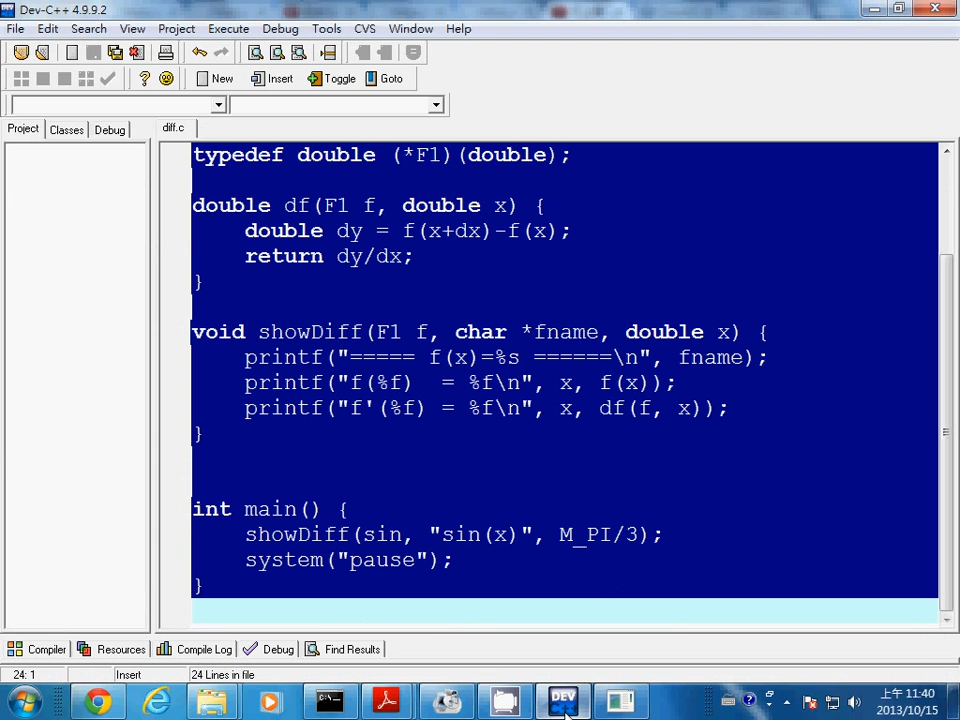 Dev-C++ 4.9.9.2
File Edit Search View Project Execute Debug Tools CVS Window Help
New Insert Toggle Goto
Project Classes Debug diff.c
typedef double (*F1)(double);
double df(F1 f, double x) {
double dy = f(x+dx)-f(x);
return dy/dx;
}
void showDiff(F1 f, char *fname, double x) {
printf("===== f(x)=%s ======\n", fname);
printf("f(%f)  = %f\n", x, f(x));
printf("f'(%f) = %f\n", x, df(f, x));
}
int main() {
showDiff(sin, "sin(x)", M_PI/3);
system("pause");
}
Compiler Resources Compile Log Debug Find Results
24: 1 Insert 24 Lines in file
DEV C++
上午 11:40
2013/10/15